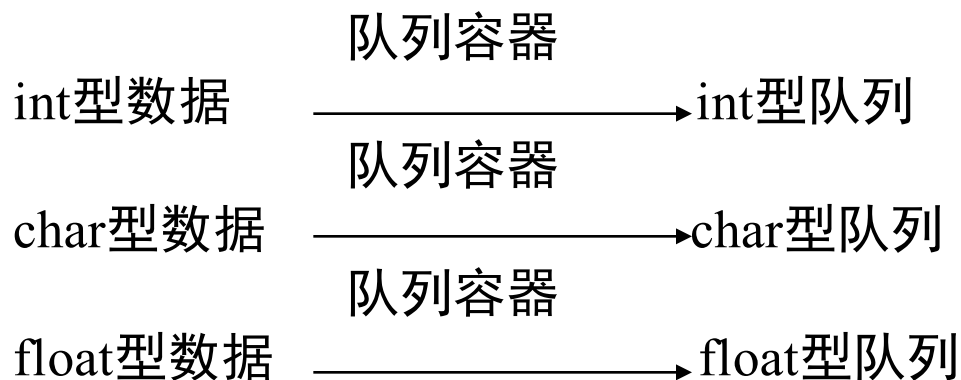 队列容器
int型数据 int型队列
队列容器
char型数据 char型队列
队列容器
float型数据 float型队列